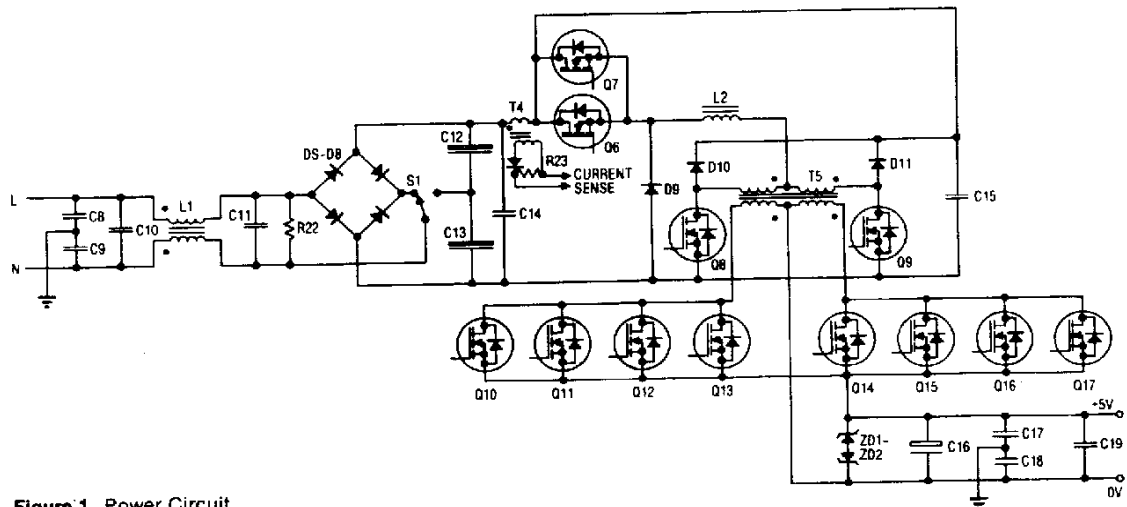 Q7
L2
T4
C12
Q6
DS-D8
S1
R23
D10
D11
CURRENT
SENSE
D9
T5
C15
L
L1
C8
C11
C14
C10
R22
C9
C13
N
Q8
Q9
Q10
Q11
Q12
Q13
Q14
Q15
Q16
Q17
+5V
ZD1-
ZD2
C16
C17
C18
C19
0V
Figure 1. Power Circuit